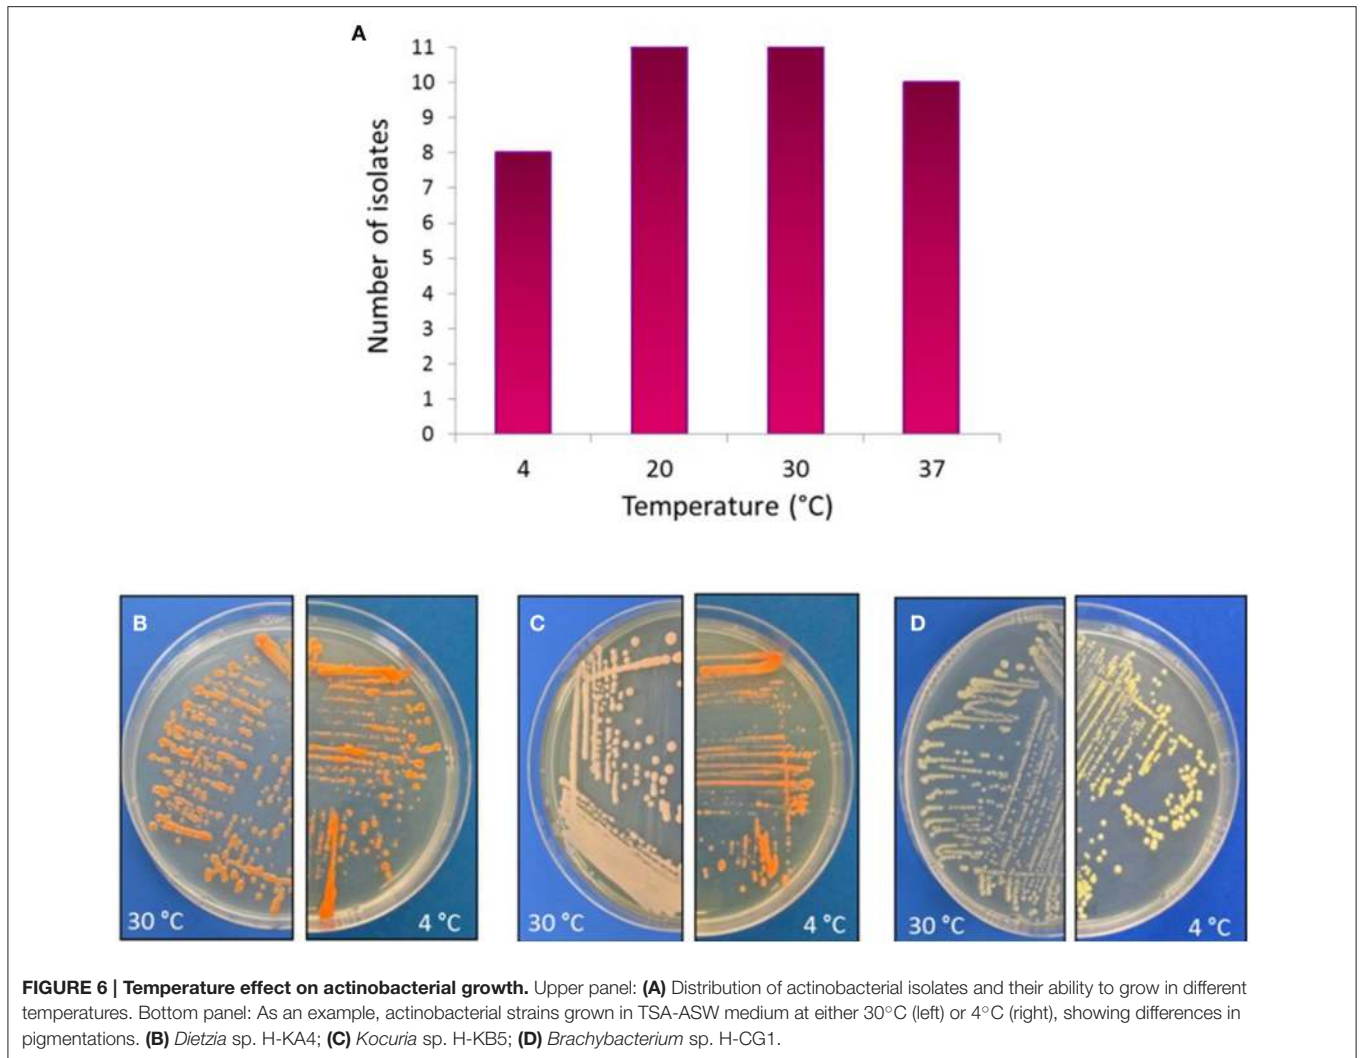 A
11
10
9
8
7
6
5
4
3
2
1
0
Number of isolates
4 20 30 37
Temperature (°C)
B
30 °C
4 °C
C
30 °C
4 °C
D
30 °C
4 °C
FIGURE 6 | Temperature effect on actinobacterial growth. Upper panel: (A) Distribution of actinobacterial isolates and their ability to grow in different
temperatures. Bottom panel: As an example, actinobacterial strains grown in TSA-ASW medium at either 30°C (left) or 4°C (right), showing differences in
pigmentations. (B) Dietzia sp. H-KA4; (C) Kocuria sp. H-KB5; (D) Brachybacterium sp. H-CG1.